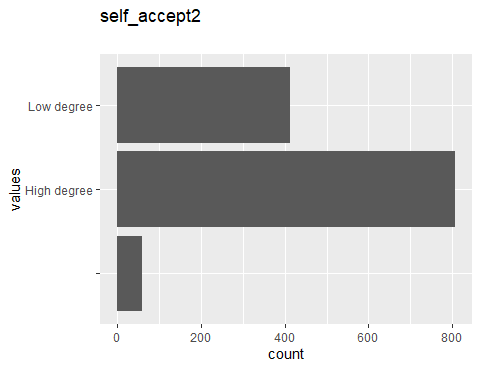 self_accept2
Low degree
High degree
values
0 200 400 600 800
count